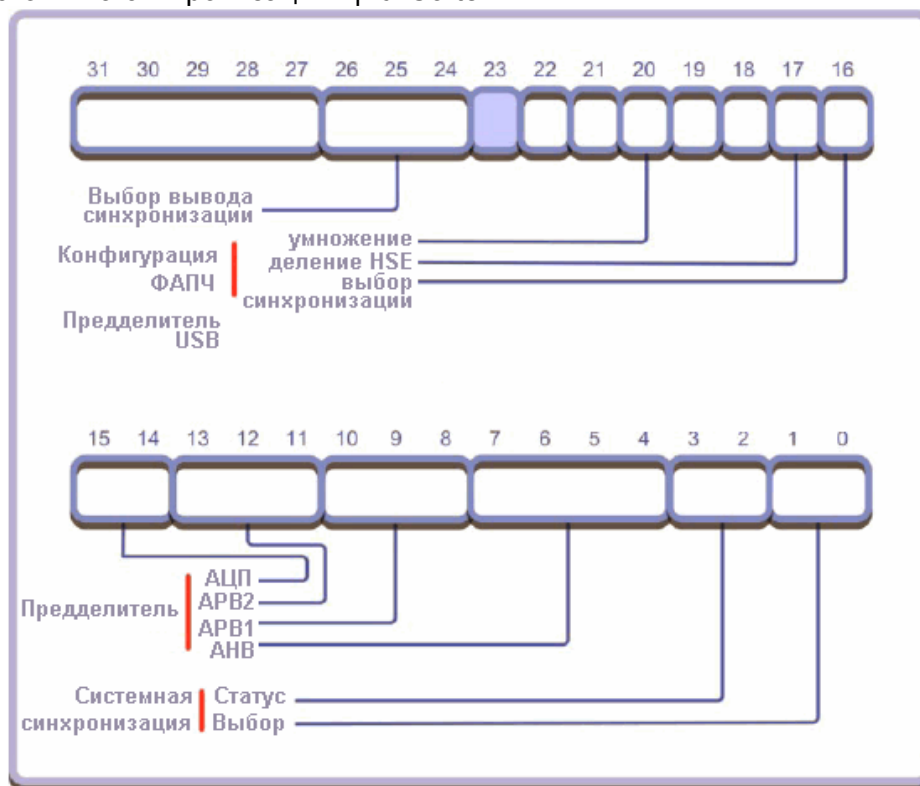 31 30 29 28 27 26 25 24 23 22 21 20 19 18 17 16
Выбор вывода
синхронизации
умножение
Конфигурация
деление HSE
ФАПЧ
выбор
синхронизации
Предделитель
USB
15 14 13 12 11 10 9 8 7 6 5 4 3 2 1 0
АЦП
Предделитель
APB2
APB1
AHB
Системная
Статус
синхронизация
Выбор